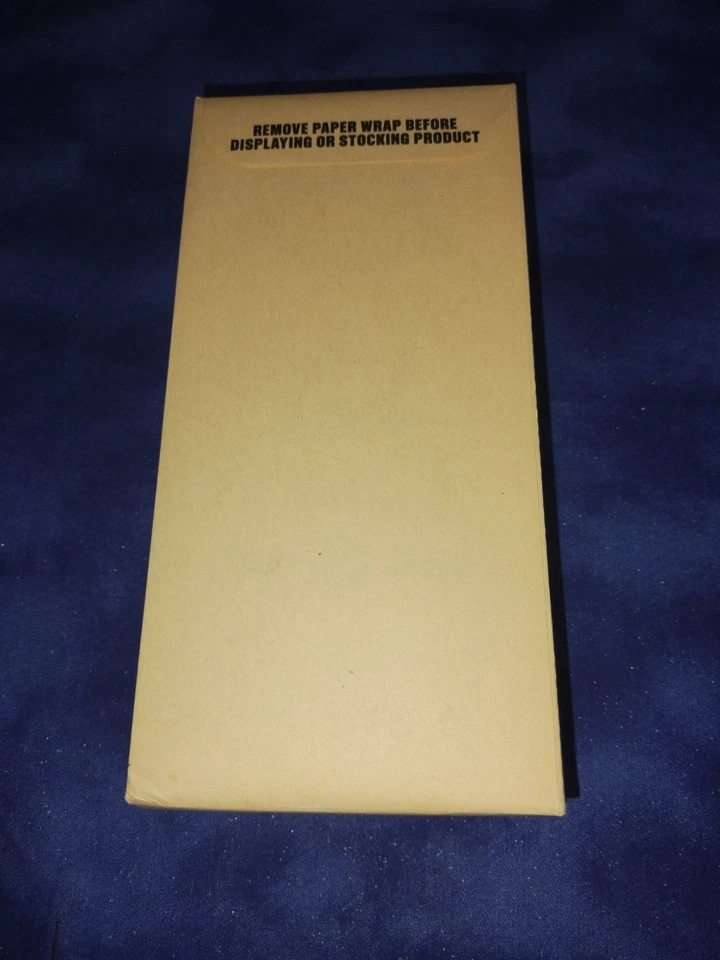 REMOVE PAPER WRAP BEFORE
DISPLAYING OR STOCKING PRODUCT